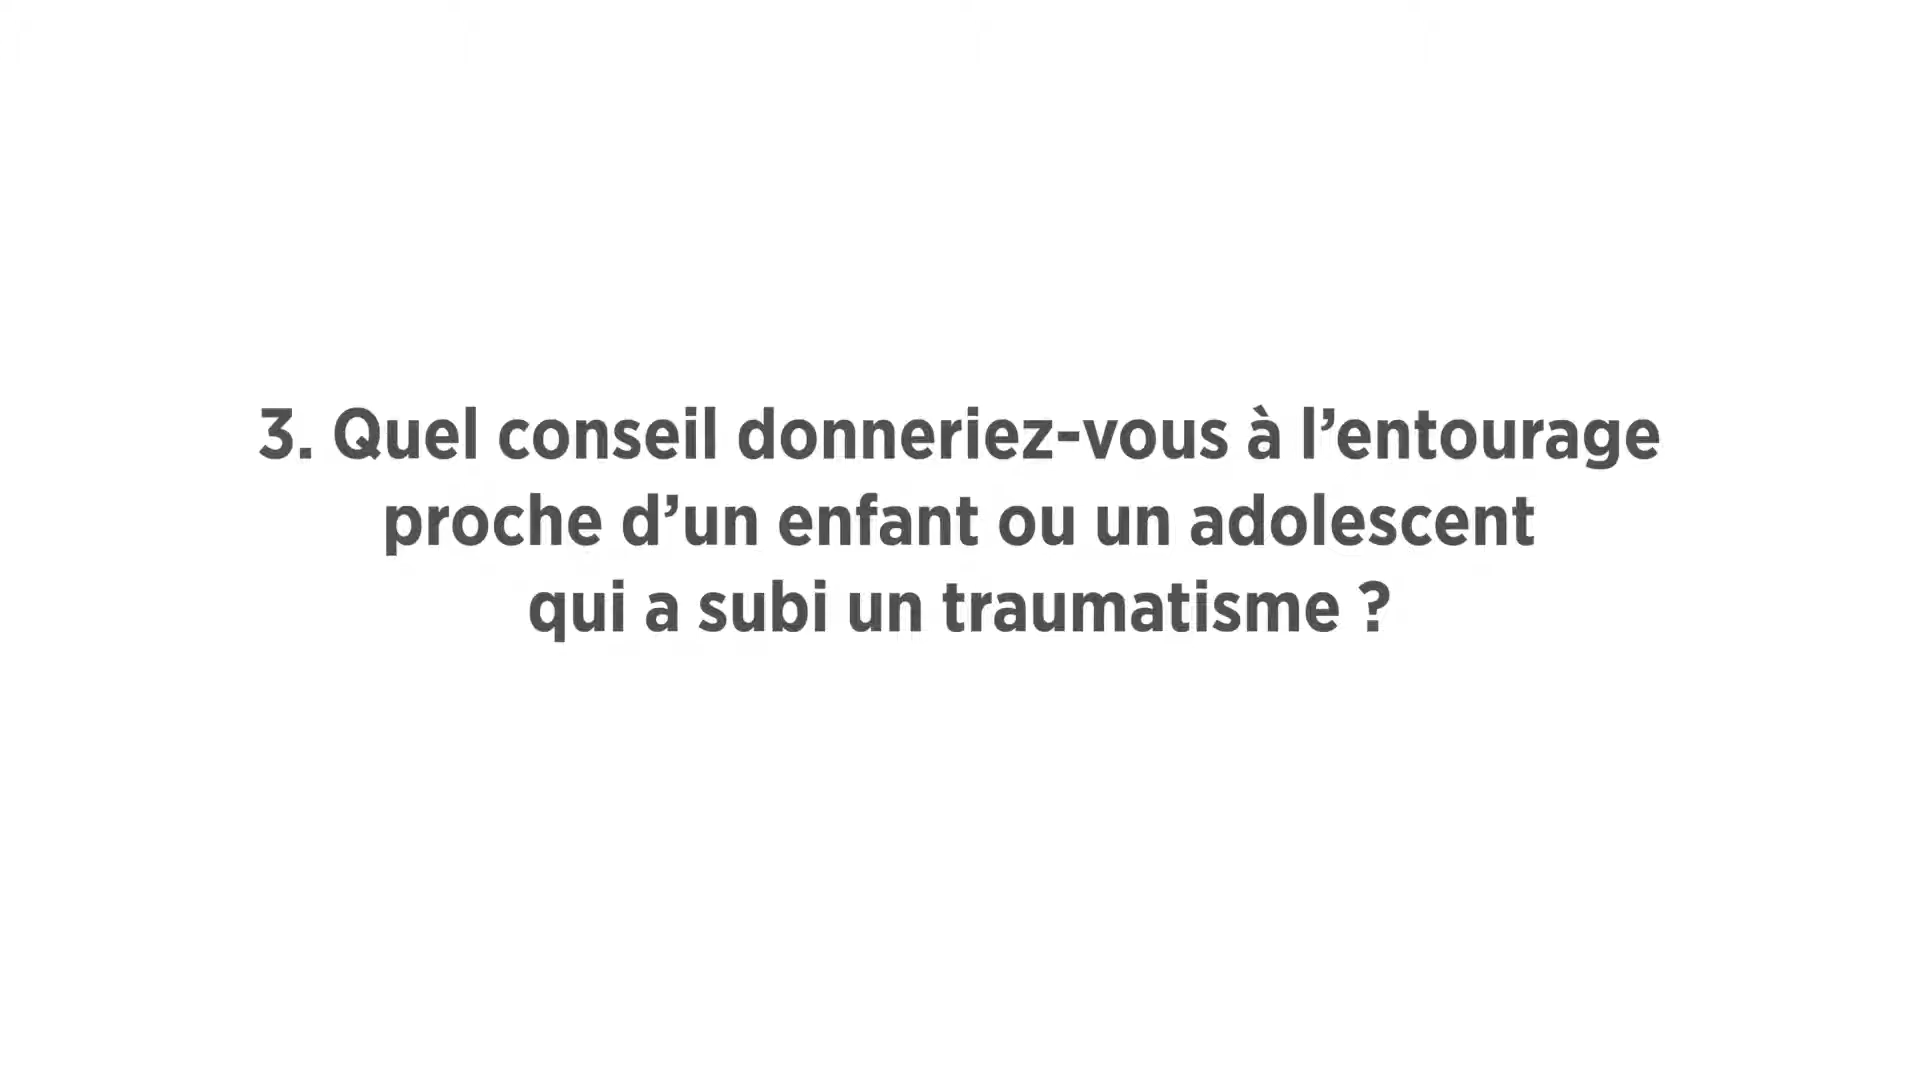 3. Quel conseil donneriez-vous à l’entourage
proche d’un enfant ou un adolescent
qui a subi un traumatisme ?